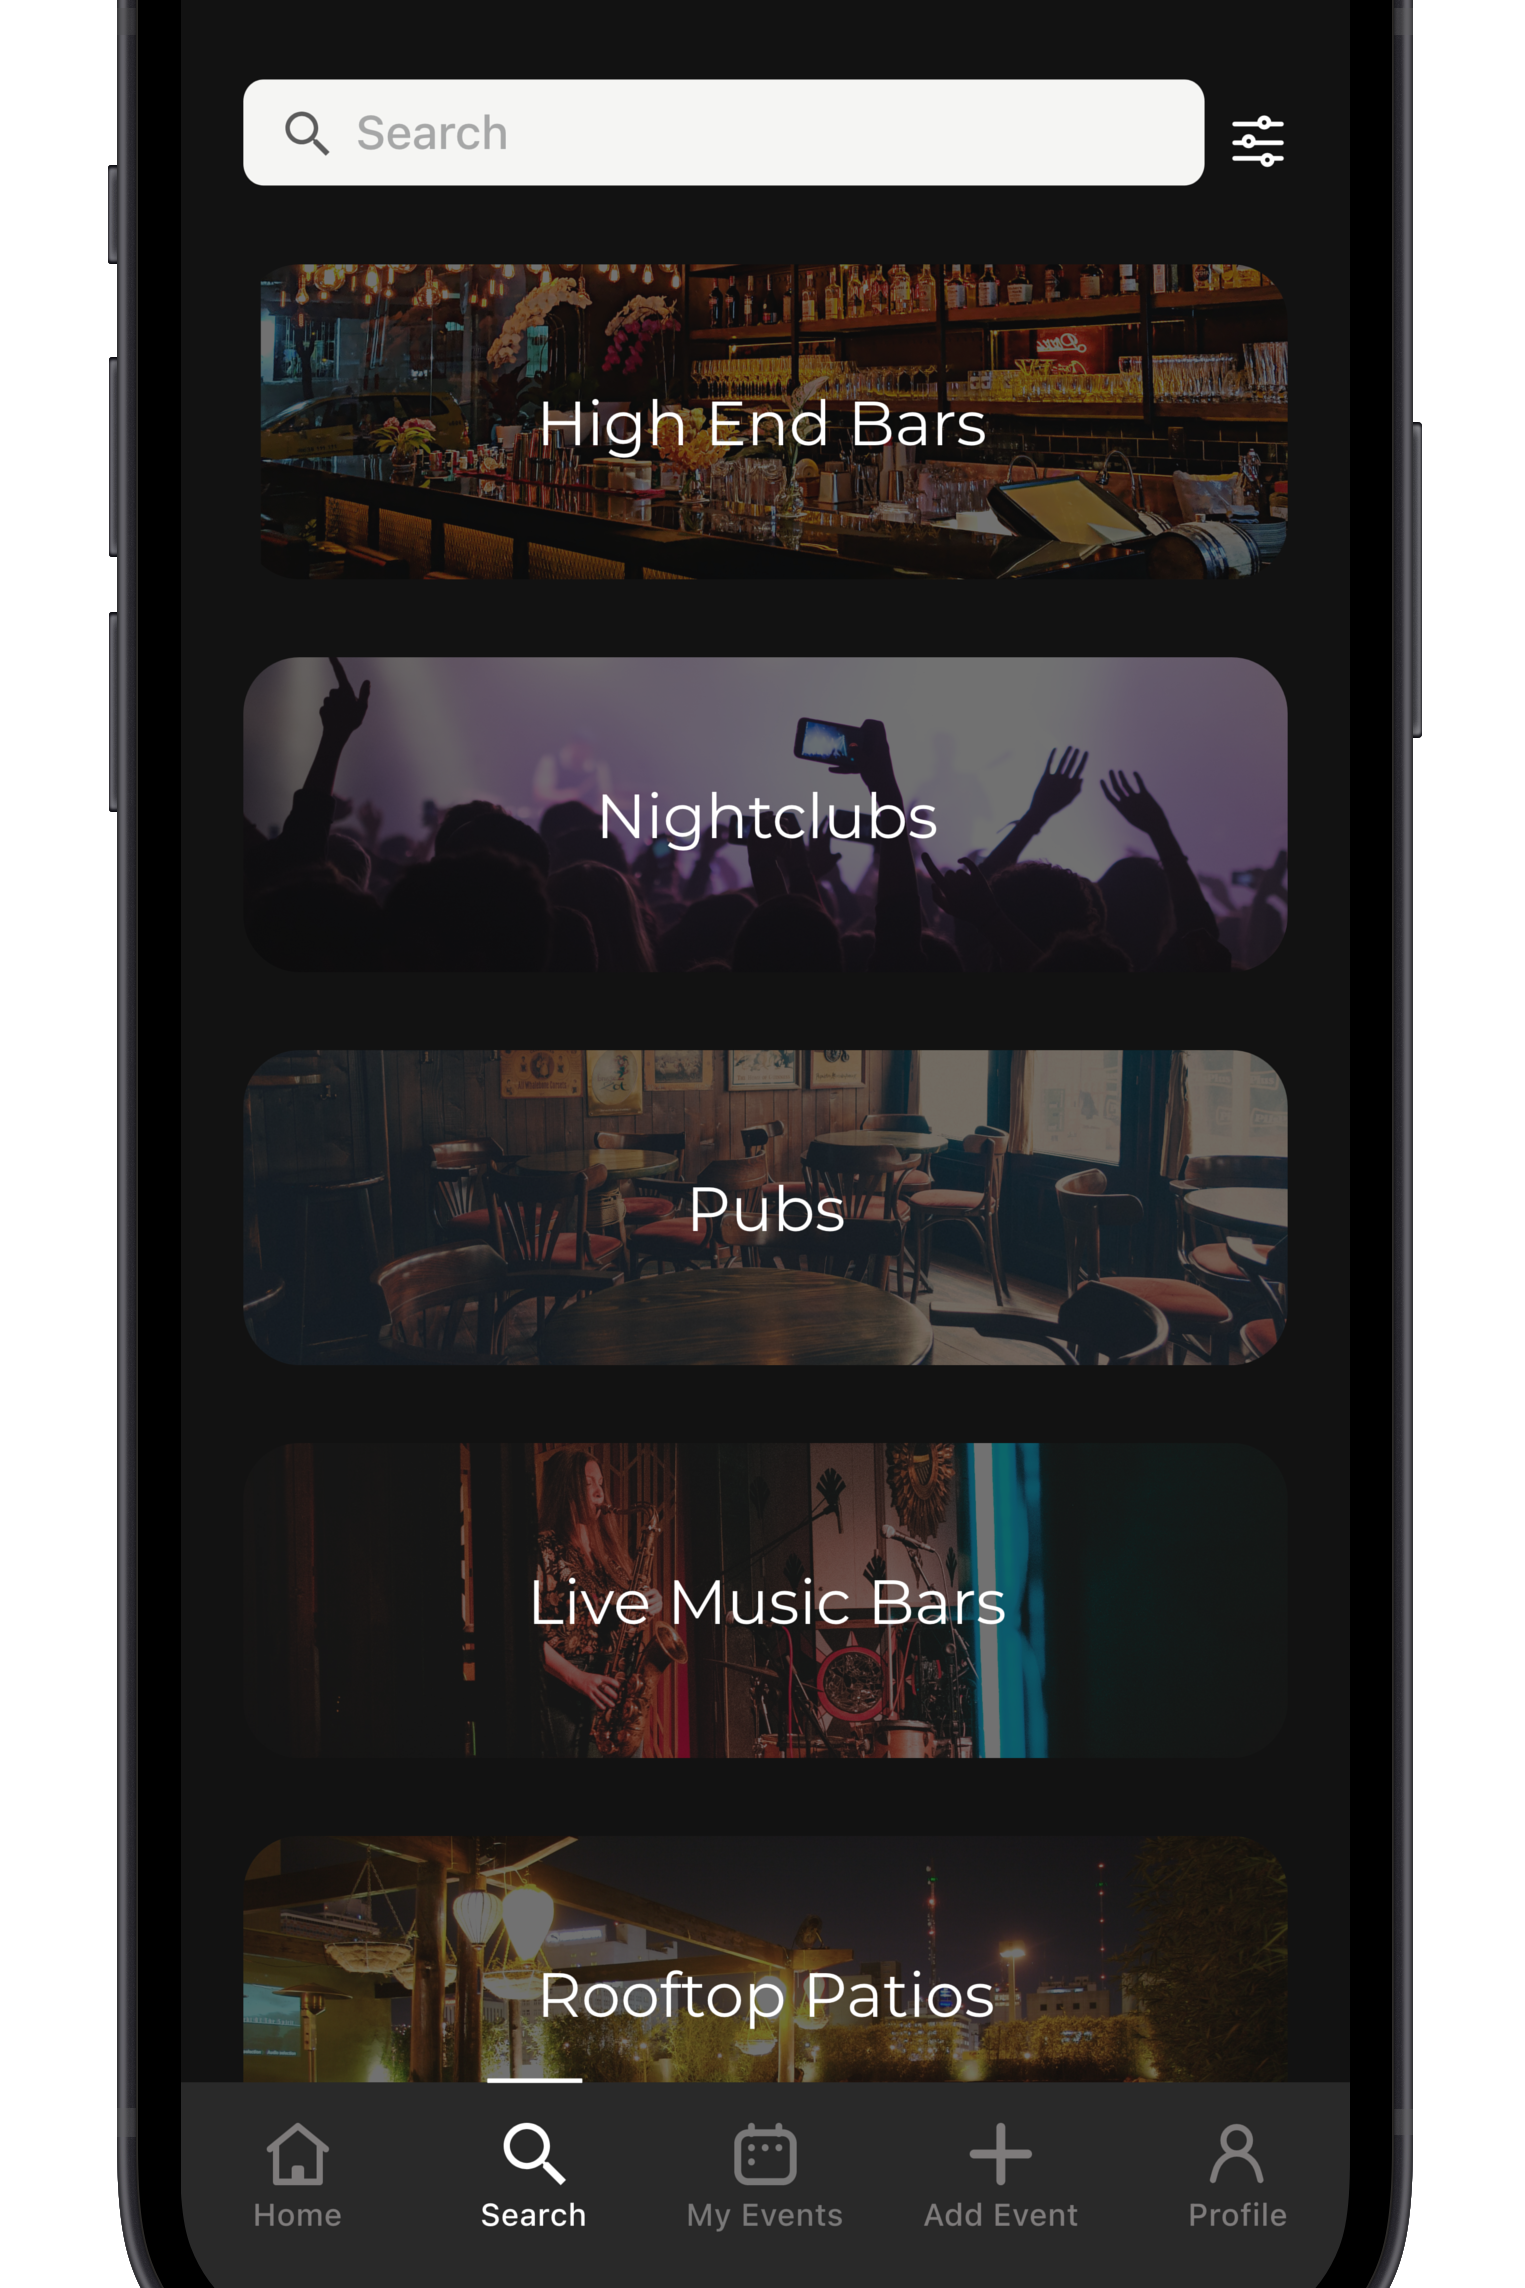 Search
High End Bars
Nightclubs
Pubs
Live Music Bars
Rooftop Patios
Home
Search
My Events
Add Event
Profile